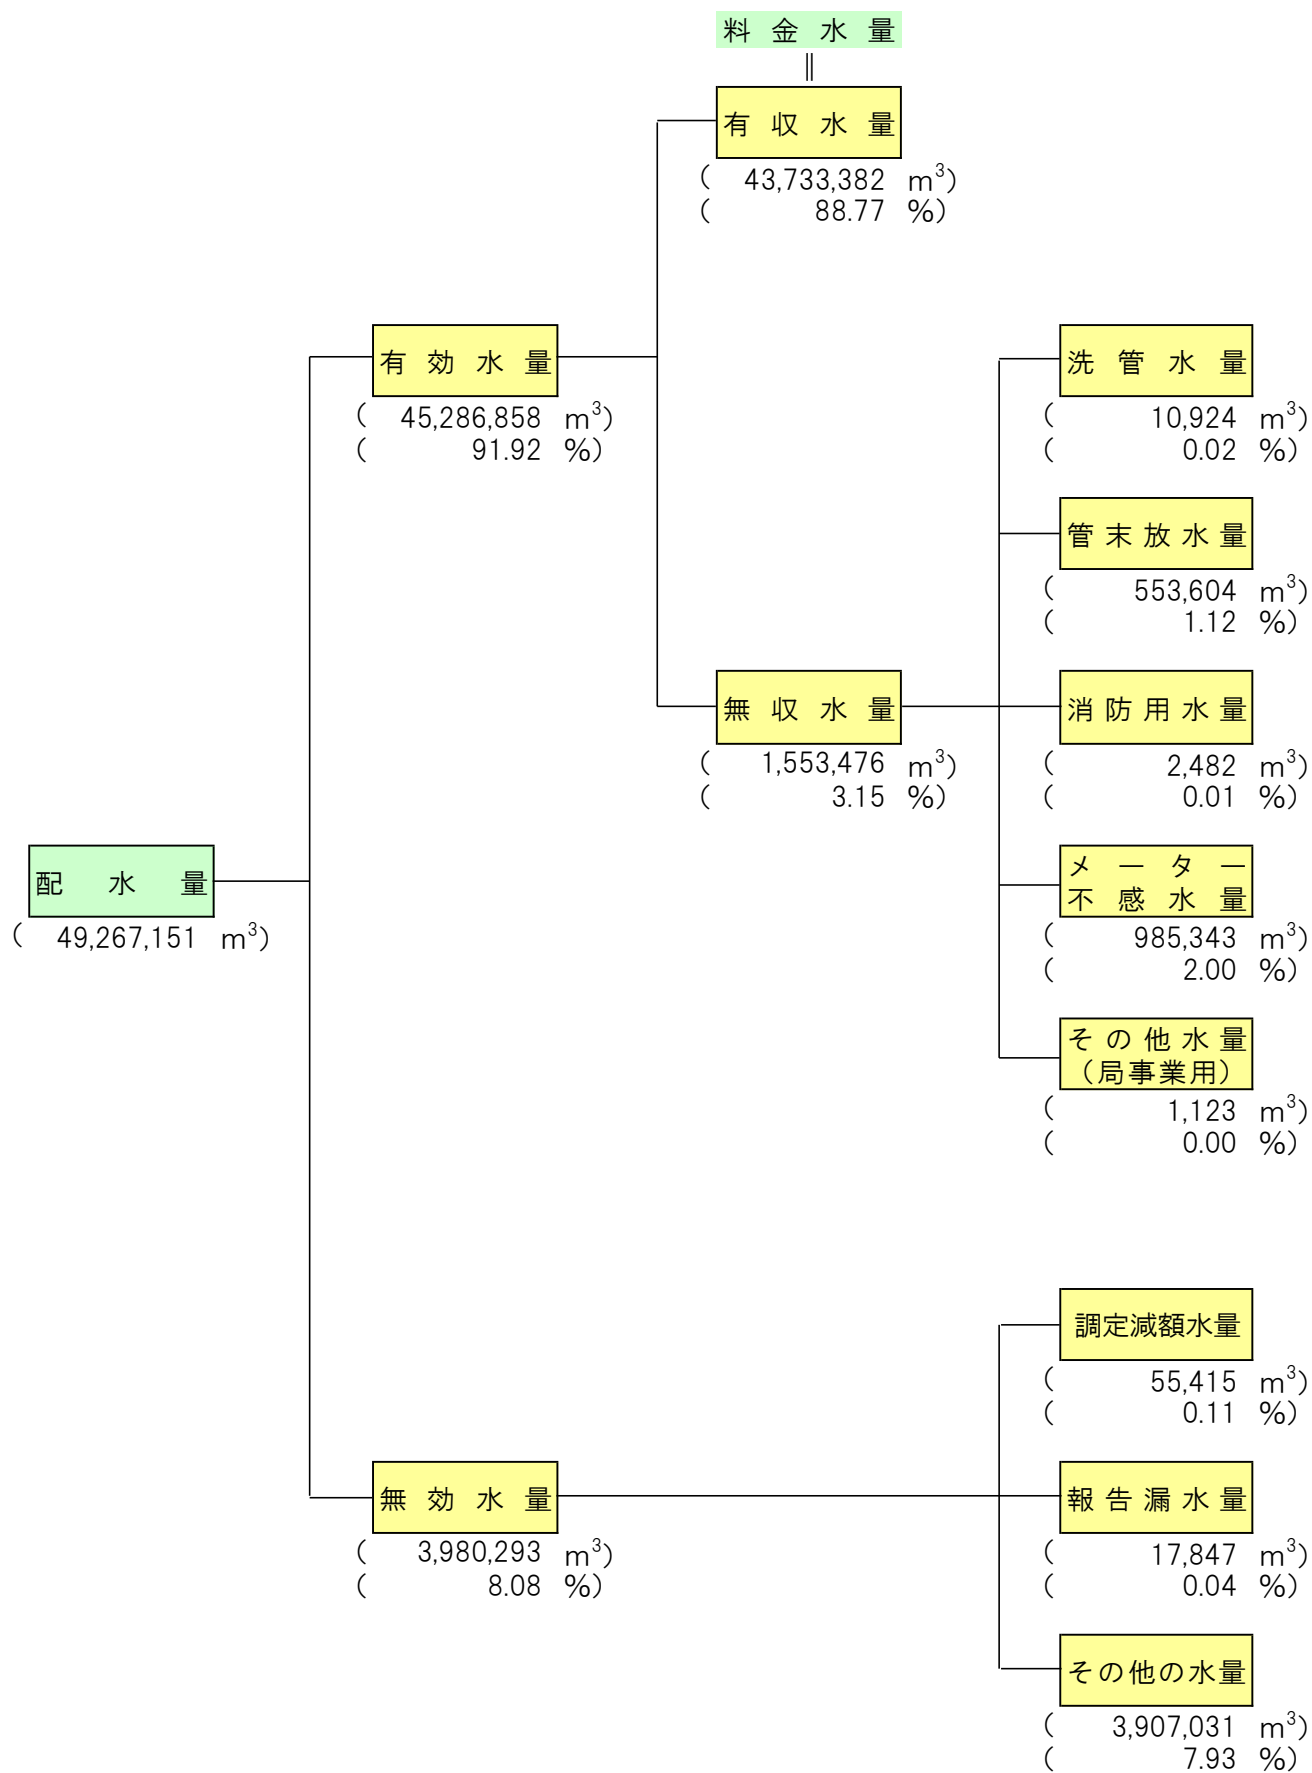 料金水量
||
有収水量
( 43,733,382 m³)
( 88.77 %)
有効水量
( 45,286,858 m³)
( 91.92 %)
洗管水量
( 10,924 m³)
( 0.02 %)
管末放水量
( 553,604 m³)
( 1.12 %)
無収水量
( 1,553,476 m³)
( 3.15 %)
消防用水量
( 2,482 m³)
( 0.01 %)
配水量
( 49,267,151 m³)
メーター
不感水量
( 985,343 m³)
( 2.00 %)
その他水量
(局事業用)
( 1,123 m³)
( 0.00 %)
調定減額水量
( 55,415 m³)
( 0.11 %)
無効水量
( 3,980,293 m³)
( 8.08 %)
報告漏水量
( 17,847 m³)
( 0.04 %)
その他の水量
( 3,907,031 m³)
( 7.93 %)